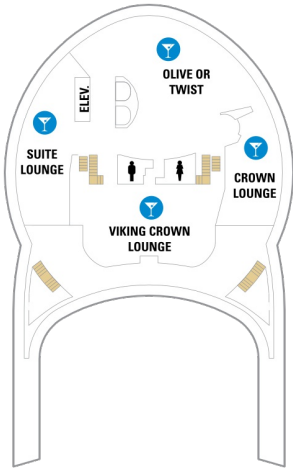 OLIVE OR
TWIST
ELEV.
SUITE
LOUNGE
CROWN
LOUNGE
VIKING CROWN
LOUNGE